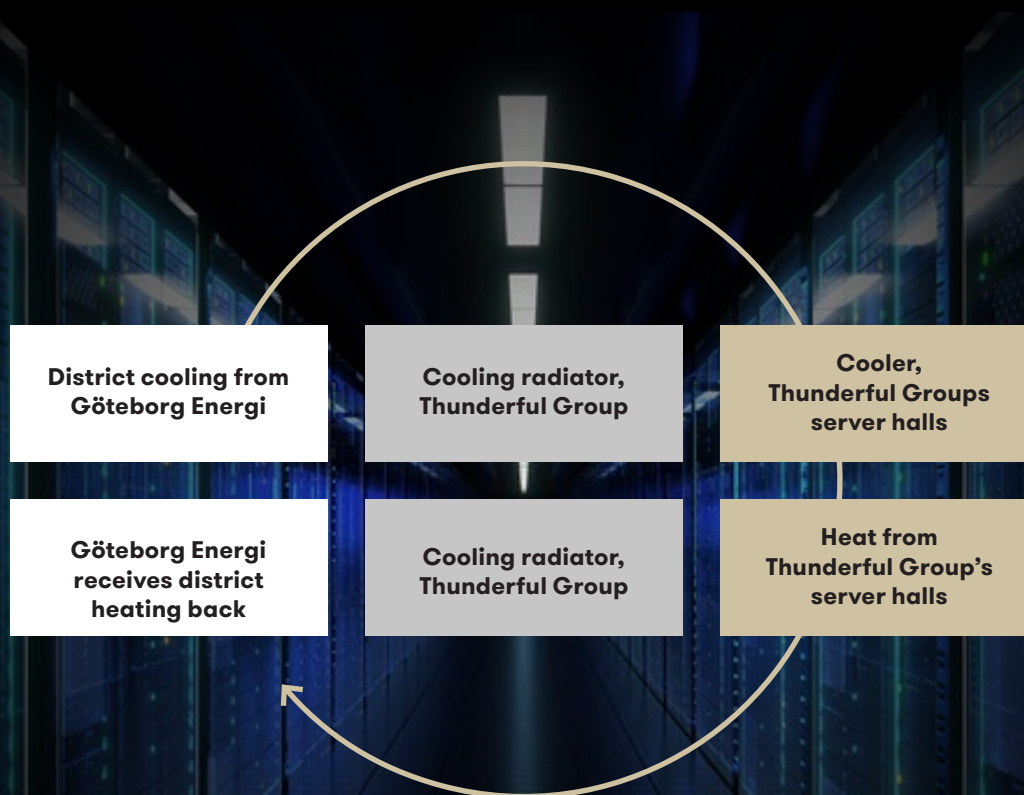 District cooling from
Göteborg Energi
Cooling radiator,
Thunderful Group
Cooler,
Thunderful Groups
server halls
Göteborg Energi
receives district
heating back
Cooling radiator,
Thunderful Group
Heat from
Thunderful Group’s
server halls